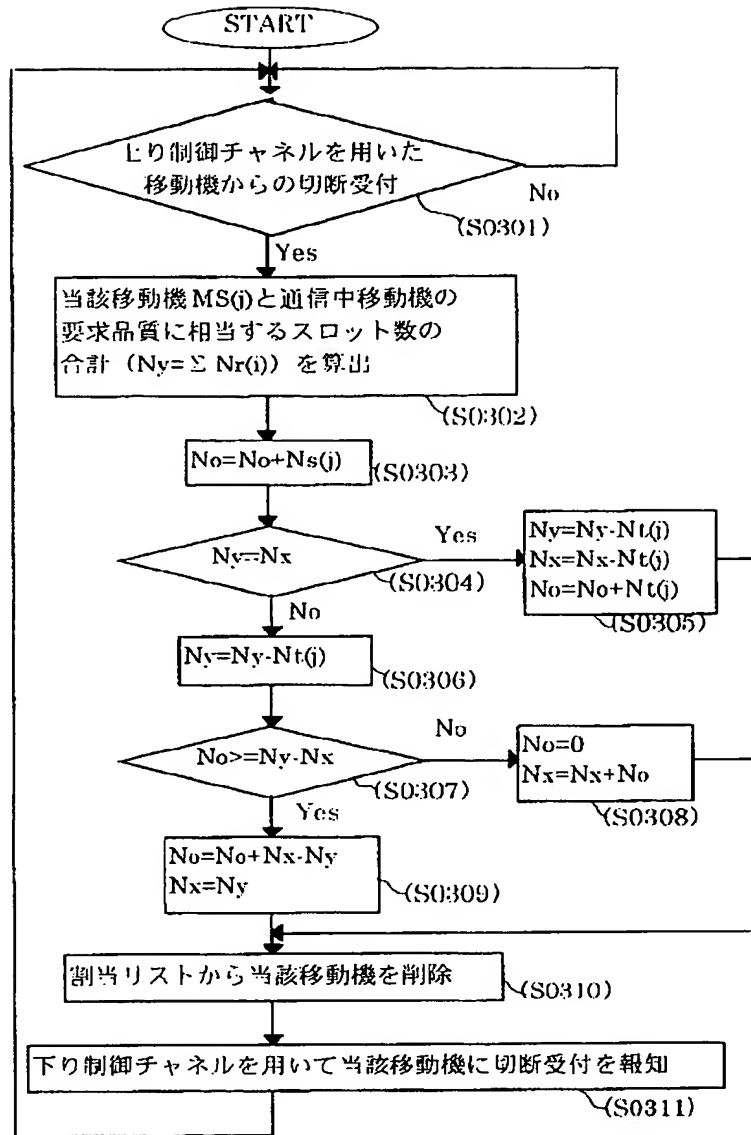 START
上り制御チャネルを用いた
移動機からの切断受付
No
(S0301)
Yes
当該移動機 MS(j)と通信中移動機の
要求品質に相当するスロット数の
合計（Ny=Σ Nr(i)）を算出
(S0302)
No=No+Ns(j)
(S0303)
Ny=Nx
Yes
(S0304)
Ny=Ny-Nt(j)
Nx=Nx-Nt(j)
No=No+Nt(j)
(S0305)
No
Ny=Ny-Nt(j)
(S0306)
No>=Ny-Nx
No
(S0307)
No=0
Nx=Nx+No
(S0308)
Yes
No=No+Nx-Ny
Nx=Ny
(S0309)
割当リストから当該移動機を削除
(S0310)
下り制御チャネルを用いて当該移動機に切断受付を報知
(S0311)